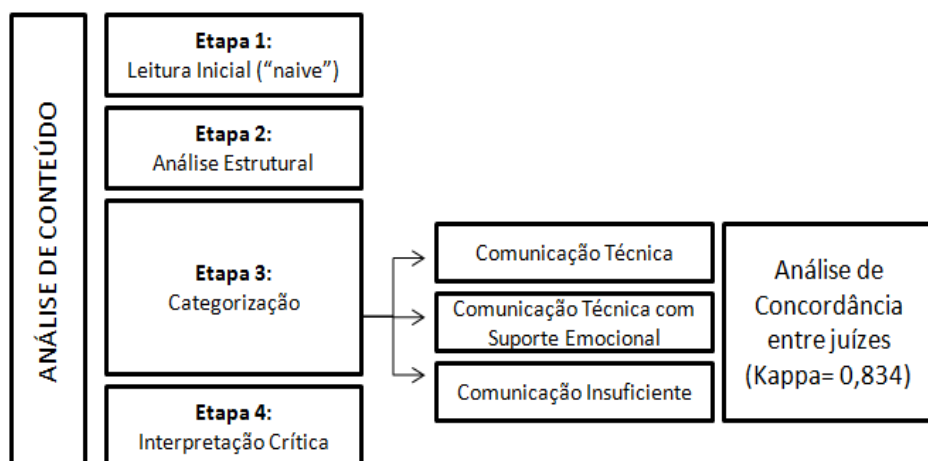 ANÁLISE DE CONTEÚDO
Etapa 1:
Leitura Inicial (“naive”)
Etapa 2:
Análise Estrutural
Etapa 3:
Categorização
Etapa 4:
Interpretação Crítica
Comunicação Técnica
Comunicação Técnica com
Suporte Emocional
Comunicação Insuficiente
Análise de
Concordância
entre juízes
(Kappa= 0,834)